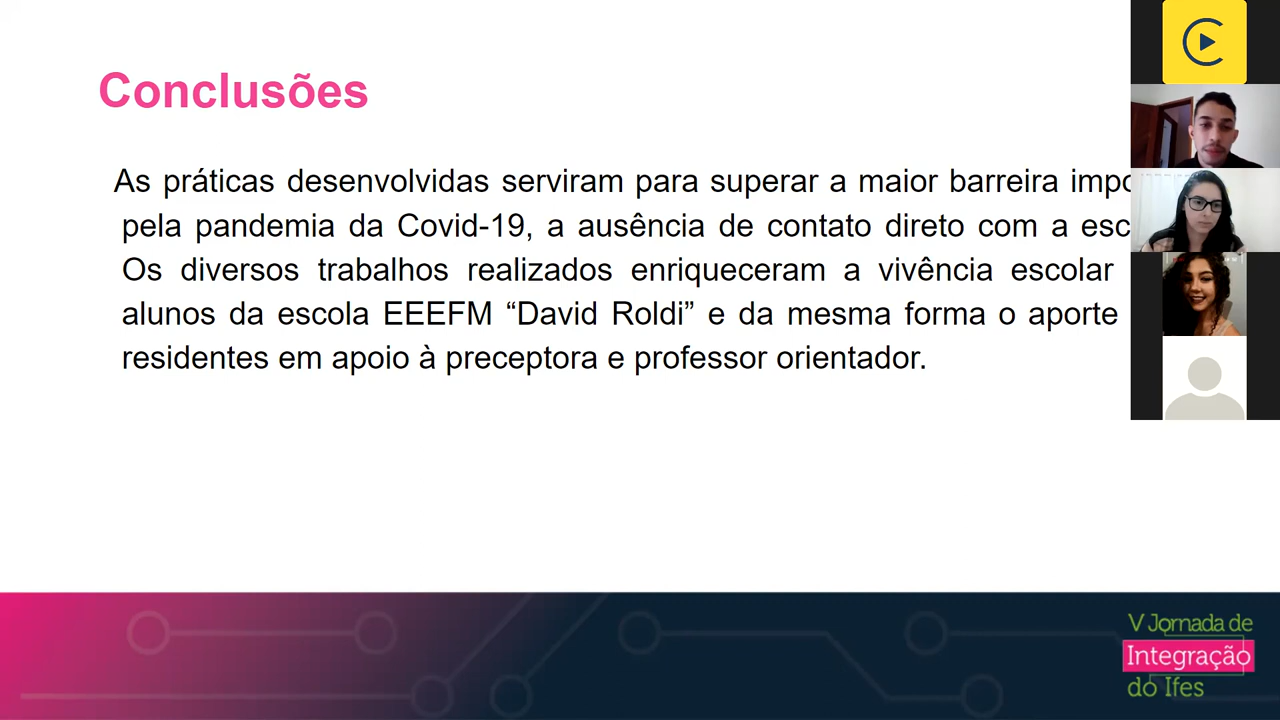 Conclusões
As práticas desenvolvidas serviram para superar a maior barreira
pela pandemia da Covid-19, a ausência de contato direto com a
Os diversos trabalhos realizados enriqueceram a vivência escolar
alunos da escola EEEFM “David Roldi” e da mesma forma o aporte
residentes em apoio à preceptora e professor orientador.
V Jornada de
Integração
do Ifes